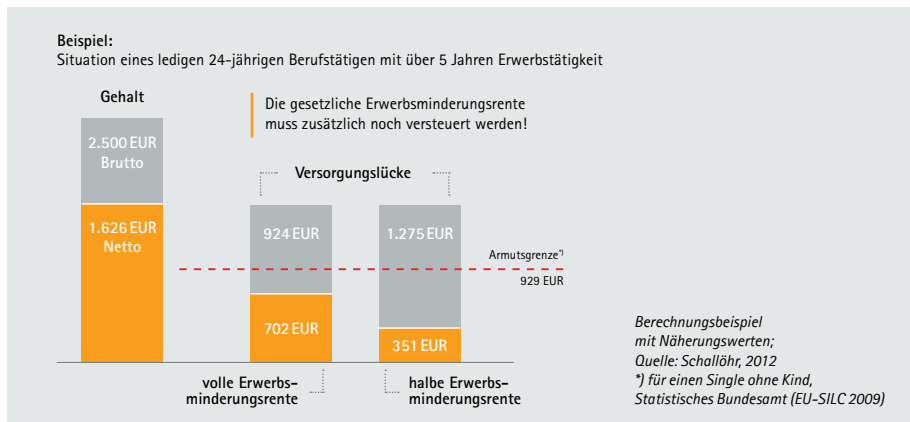 Beispiel:
Situation eines ledigen 24-jährigen Berufstätigen mit über 5 Jahren Erwerbstätigkeit
Gehalt
Die gesetzliche Erwerbsminderungsrente
muss zusätzlich noch versteuert werden!
2.500 EUR
Brutto
Versorgungslücke
1.626 EUR
Netto
924 EUR
1.275 EUR
Armutsgrenze*)
929 EUR
702 EUR
351 EUR
volle Erwerbs-
minderungsrente
halbe Erwerbs-
minderungsrente
Berechnungsbeispiel
mit Näherungswerten;
Quelle: Schallöhr, 2012
*) für einen Single ohne Kind,
Statistisches Bundesamt (EU-SILC 2009)